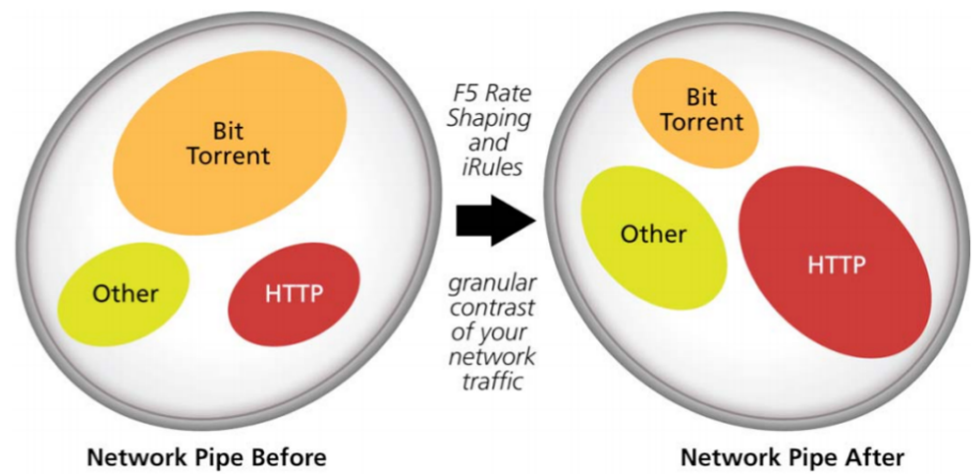 Bit
Torrent
Other
HTTP
Network Pipe Before
F5 Rate
Shaping
and
iRules
granular
contrast
of your
network
traffic
Bit
Torrent
Other
HTTP
Network Pipe After